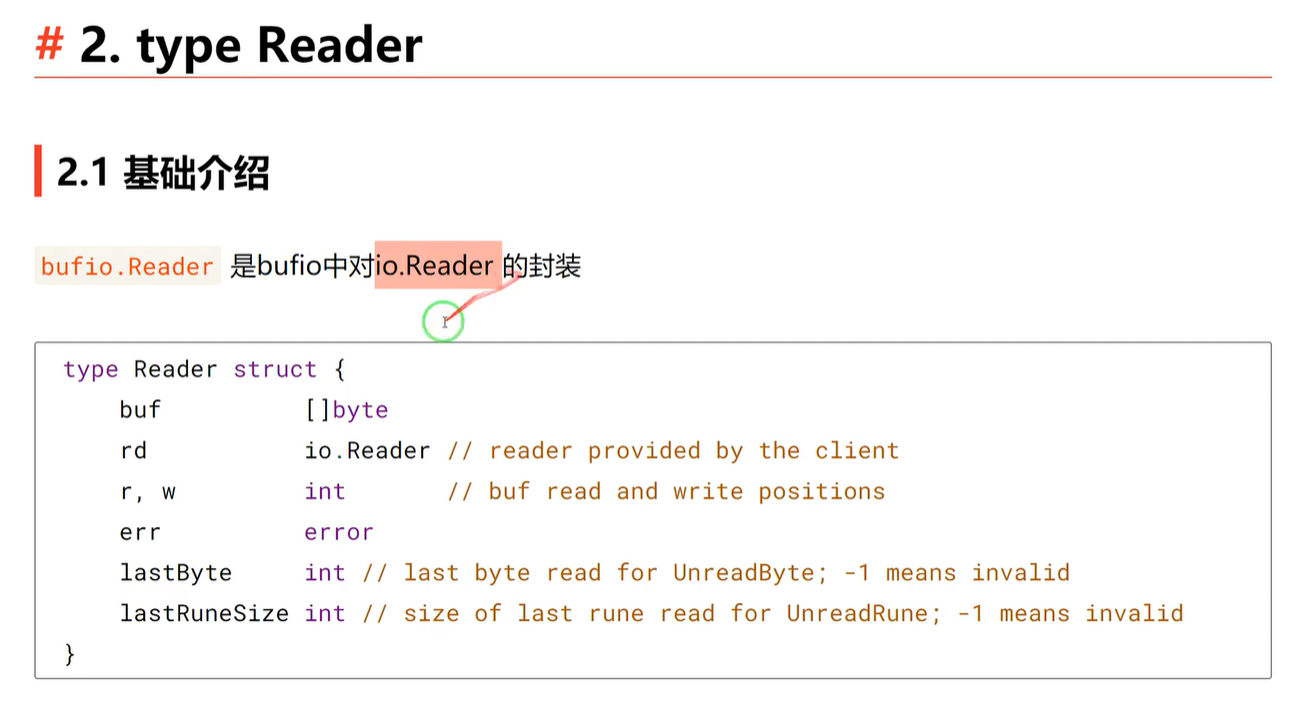 # 2. type Reader
2.1 基础介绍
bufio.Reader 是bufio中对io.Reader 的封装
type Reader struct {
    buf          []byte
    rd           io.Reader // reader provided by the client
    r, w         int       // buf read and write positions
    err          error
    lastByte     int // last byte read for UnreadByte; -1 means invalid
    lastRuneSize int // size of last rune read for UnreadRune; -1 means invalid
}